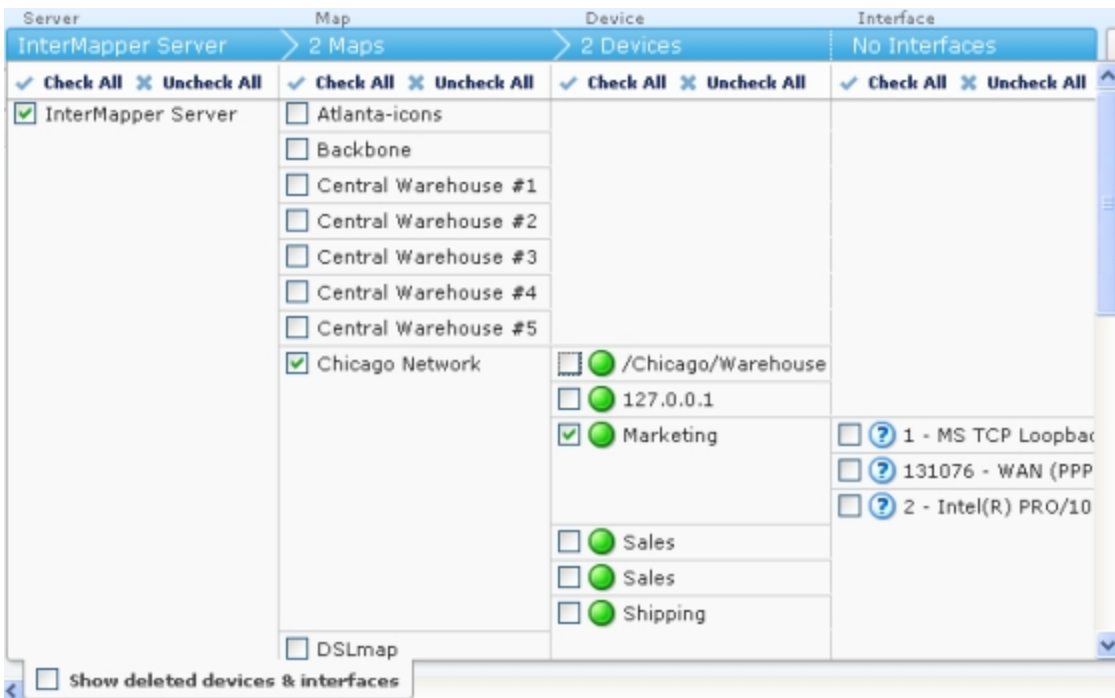 Server Map Device Interface
InterMapper Server 2 Maps 2 Devices No Interfaces
Check All Uncheck All Check All Uncheck All Check All Uncheck All Check All Uncheck All
InterMapper Server Atlanta-icons
Backbone
Central Warehouse #1
Central Warehouse #2
Central Warehouse #3
Central Warehouse #4
Central Warehouse #5
Chicago Network /Chicago/Warehouse
127.0.0.1
Marketing 1 - MS TCP Loopbac
131076 - WAN (PPP
2 - Intel(R) PRO/10
Sales
Sales
Shipping
DSLmap
Show deleted devices & interfaces